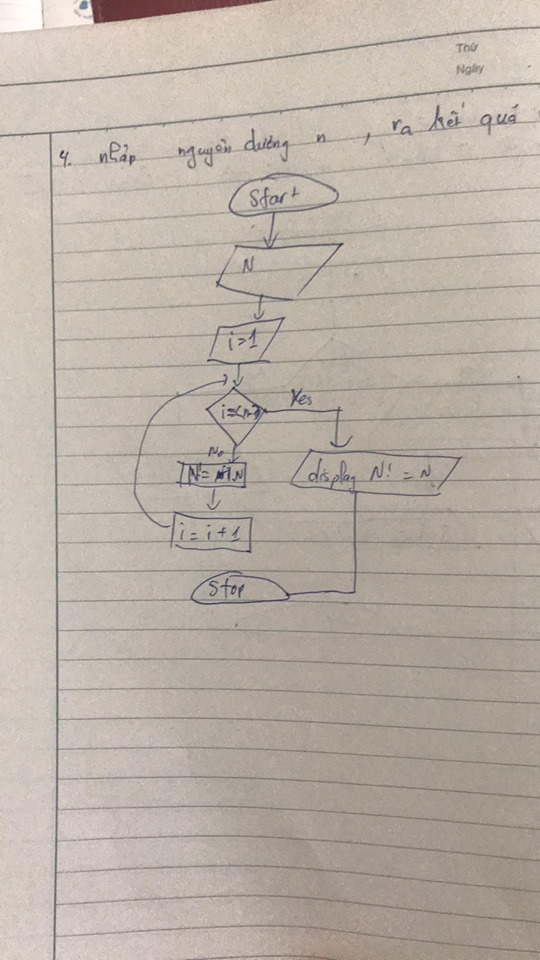 Thứ
Ngày
4. nhập nguyên dương n, ra kết quả
Start
N
i>1
Yes
No
display N! = N
i = i + 1
Stop